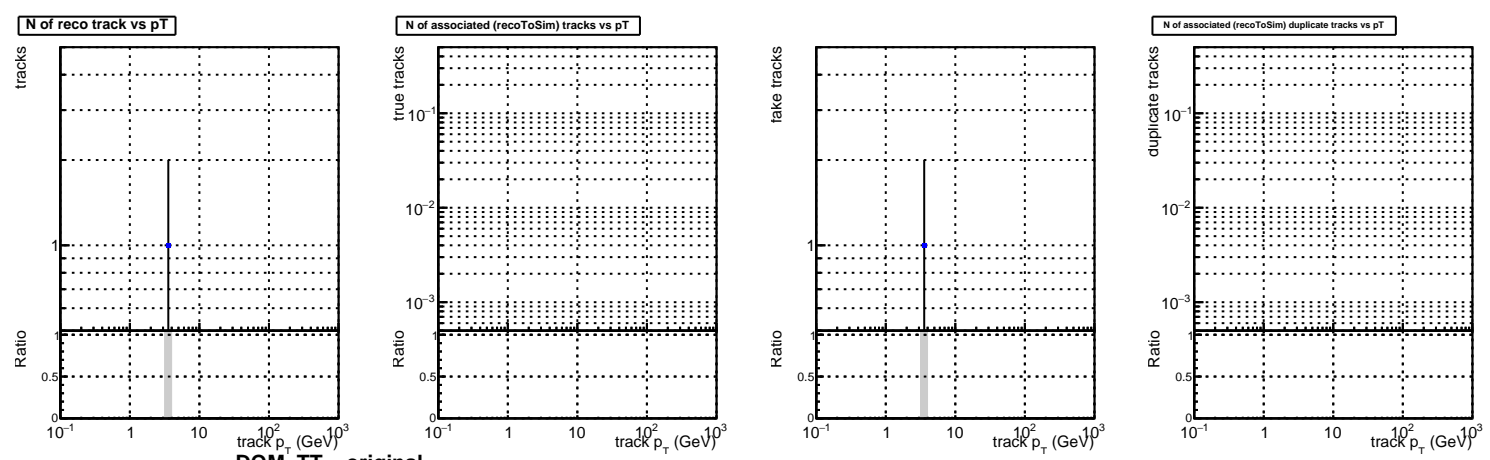 N of reco track vs pT
N of associated (recoToSim) tracks vs pT
N of associated (recoToSim) duplicate tracks vs pT
tracks
1
Ratio
1
0.5
0
10⁻¹ 1 10 10² 10³
track p_T (GeV)
true tracks
10⁻¹
10⁻²
10⁻³
Ratio
1
0.5
0
10⁻¹ 1 10 10² 10³
track p_T (GeV)
fake tracks
1
Ratio
1
0.5
0
10⁻¹ 1 10 10² 10³
track p_T (GeV)
duplicate tracks
10⁻¹
10⁻²
10⁻³
Ratio
1
0.5
0
10⁻¹ 1 10 10² 10³
track p_T (GeV)